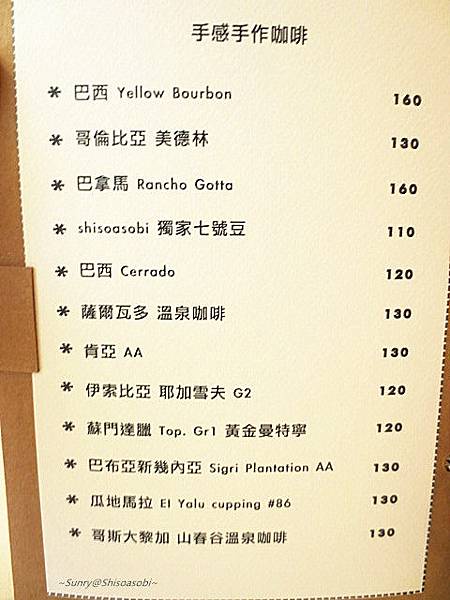 手感手作咖啡
* 巴西 Yellow Bourbon 160
* 哥倫比亞 美德林 130
* 巴拿馬 Rancho Gotta 160
* shisoasobi 獨家七號豆 110
* 巴西 Cerrado 120
* 薩爾瓦多 溫泉咖啡 130
* 肯亞 AA 130
* 伊索比亞 耶加雪夫 G2 120
* 蘇門達臘 Top. Gr1 黃金曼特寧 120
* 巴布亞新幾內亞 Sigri Plantation AA 130
* 瓜地馬拉 El Yalu cupping #86 130
* 哥斯大黎加 山春谷溫泉咖啡 130
~Sunry@Shisoasobi~